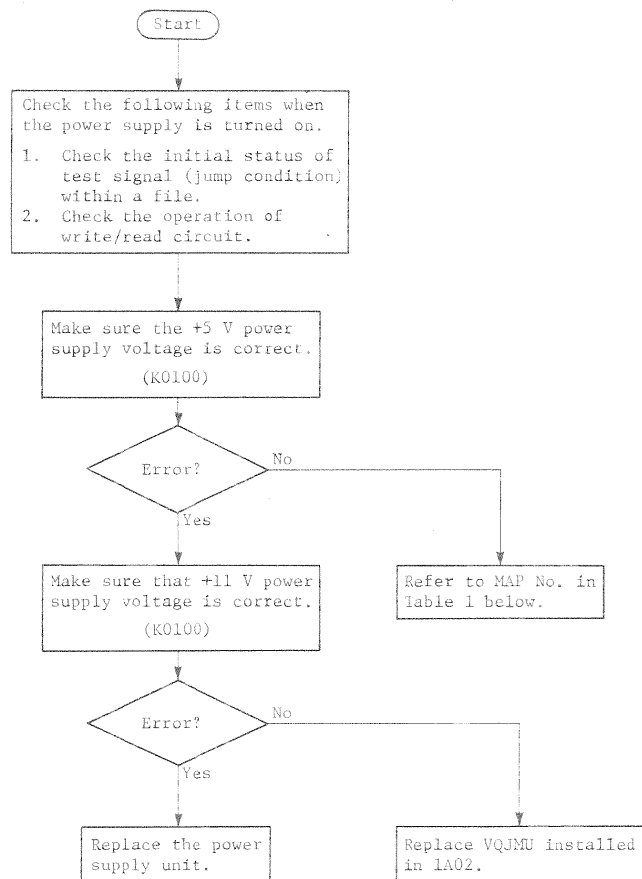 Start
Check the following items when
the power supply is turned on.
1. Check the initial status of
test signal (jump condition)
within a file.
2. Check the operation of
write/read circuit.
Make sure the +5 V power
supply voltage is correct.
(K0100)
Error?
No
Yes
Make sure that +11 V power
supply voltage is correct.
(K0100)
Refer to MAP No. in
Table 1 below.
Error?
No
Yes
Replace the power
supply unit.
Replace VQJMU installed
in 1A02.